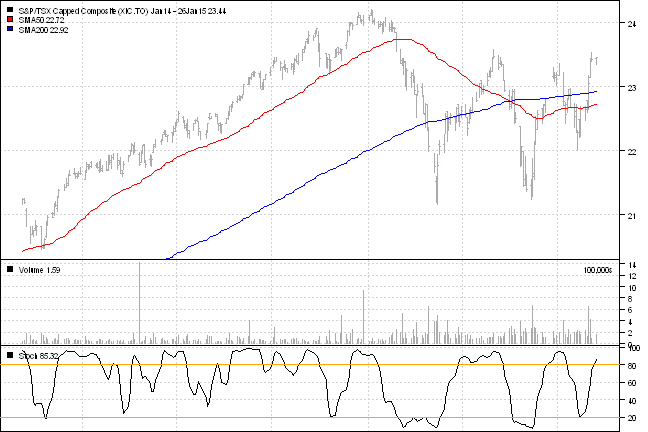 S&P/TSX Capped Composite (XIC.TO) Jan14 - 26Jan15 23.44
SMA50 22.72
SMA200 22.92
24
23
22
21
Volume 1.59
100,000s
14
12
10
8
6
4
2
0
Stoch 85.32
100
80
60
40
20